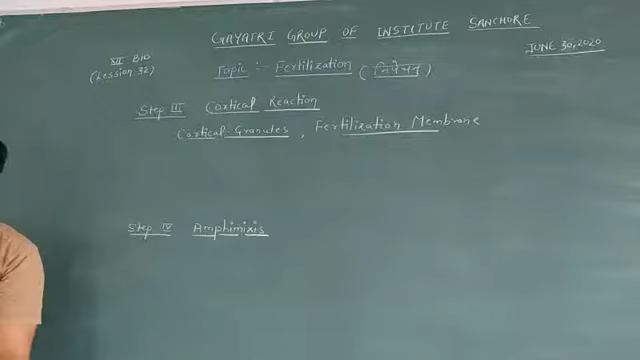 GAYATRI GROUP OF INSTITUTE SANCHORE
XII Bio
(Lession-32)
JUNE 30, 2020
Topic :- Fertilization (निषेचन)
Step III Cortical Reaction
Cortical Granules, Fertilization Membrane
Step IV Amphimixis